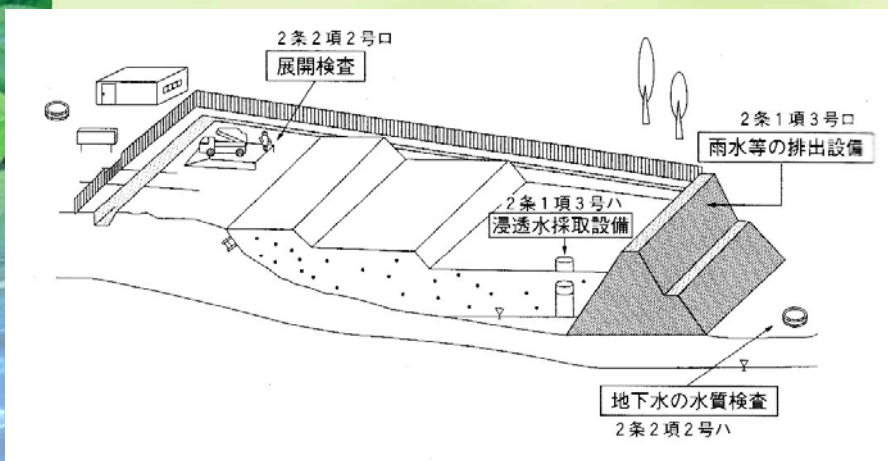 2条2項2号ロ
展開検査
2条1項3号ロ
雨水等の排出設備
2条1項3号ハ
浸透水採取設備
地下水の水質検査
2条2項2号ハ